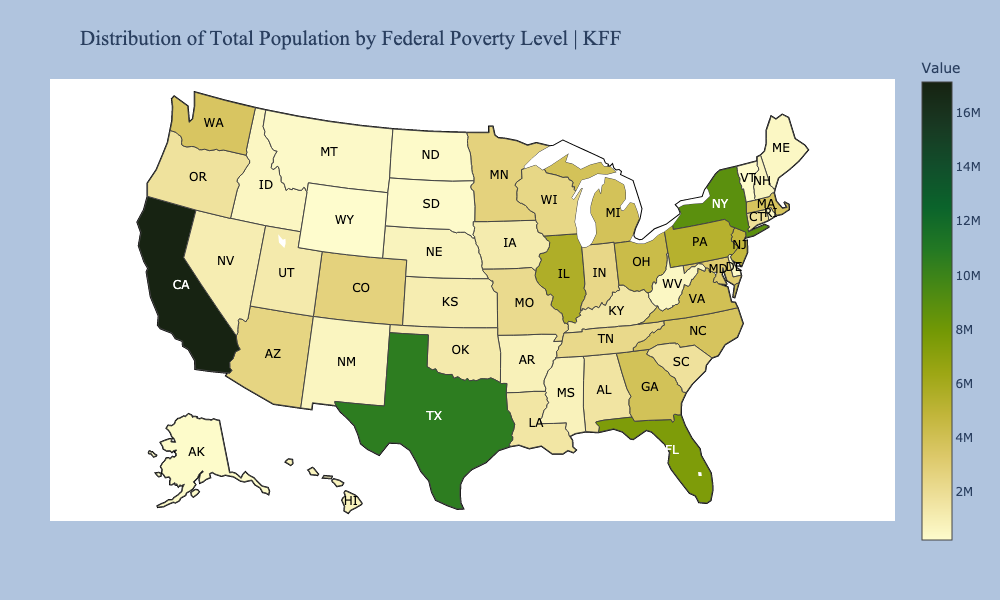 Distribution of Total Population by Federal Poverty Level | KFF
Value
16M
14M
12M
10M
8M
6M
4M
2M
WA
MT
ND
MN
ME
OR
ID
SD
WI
MI
VT
NH
NY
MA
RI
CT
WY
NE
IA
PA
NJ
NV
UT
CO
KS
MO
IL
IN
OH
WV
MD
DE
VA
CA
KY
NC
TN
AZ
NM
OK
AR
SC
MS
AL
GA
TX
LA
FL
AK
HI